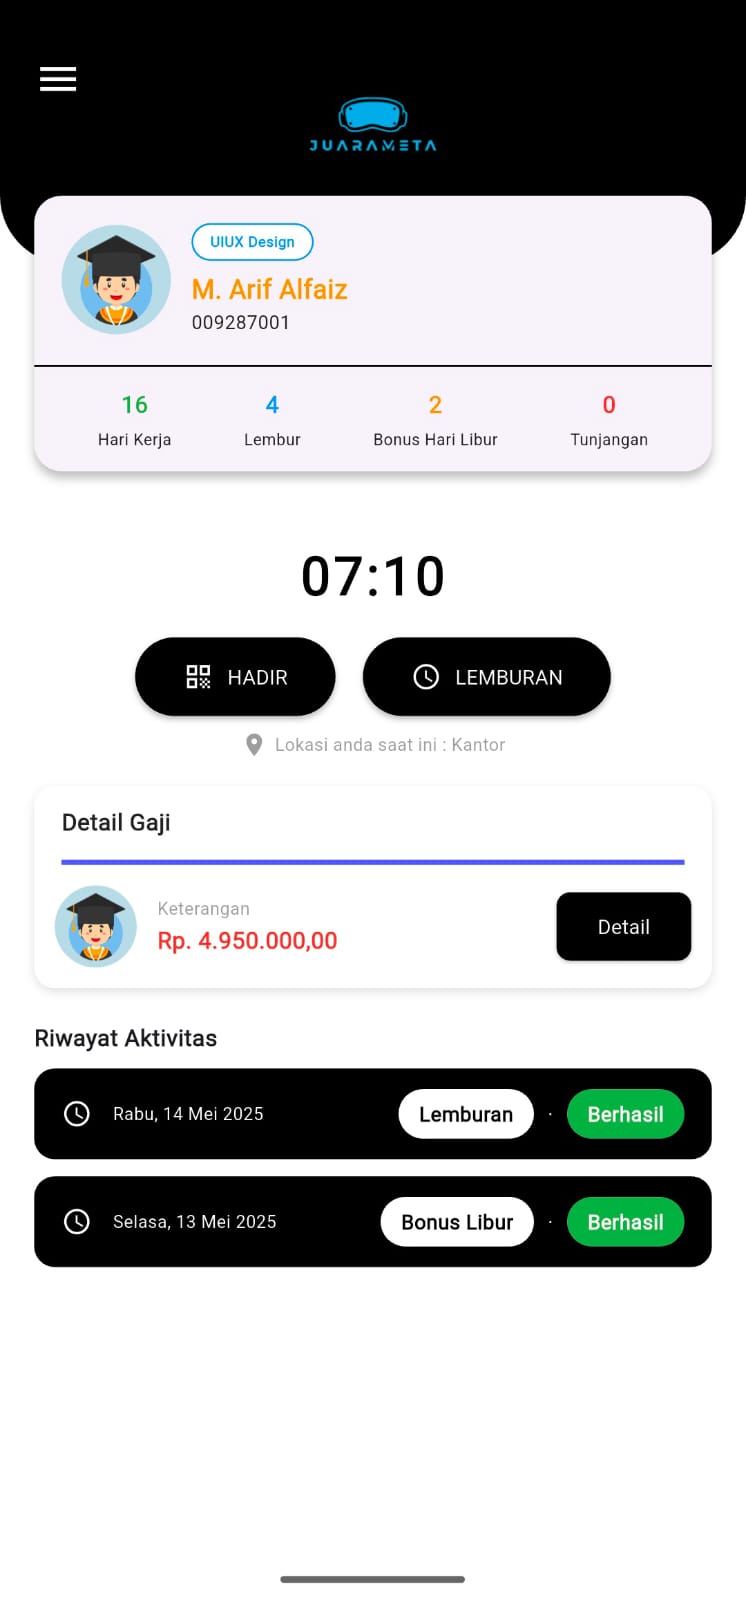 JUARAMETA
UIUX Design
M. Arif Alfaiz
009287001
16 4 2 0
Hari Kerja Lembur Bonus Hari Libur Tunjangan
07:10
HADIR LEMBURAN
Lokasi anda saat ini : Kantor
Detail Gaji
Keterangan
Rp. 4.950.000,00
Detail
Riwayat Aktivitas
Rabu, 14 Mei 2025 Lemburan · Berhasil
Selasa, 13 Mei 2025 Bonus Libur · Berhasil